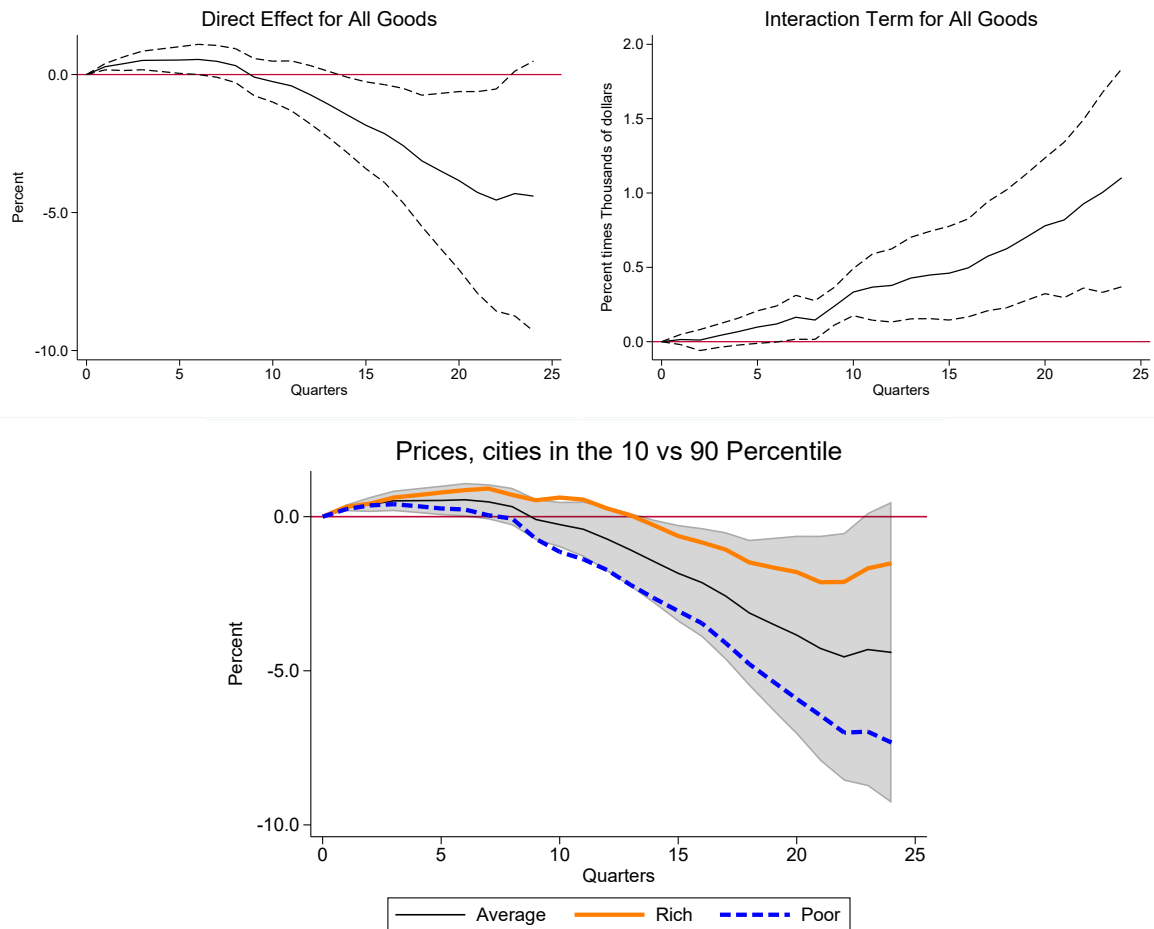 Direct Effect for All Goods
Percent
0.0
-5.0
-10.0
0 5 10 15 20 25
Quarters
Interaction Term for All Goods
Percent times Thousands of dollars
2.0
1.5
1.0
0.5
0.0
0 5 10 15 20 25
Quarters
Prices, cities in the 10 vs 90 Percentile
Percent
0.0
-5.0
-10.0
0 5 10 15 20 25
Quarters
Average Rich Poor